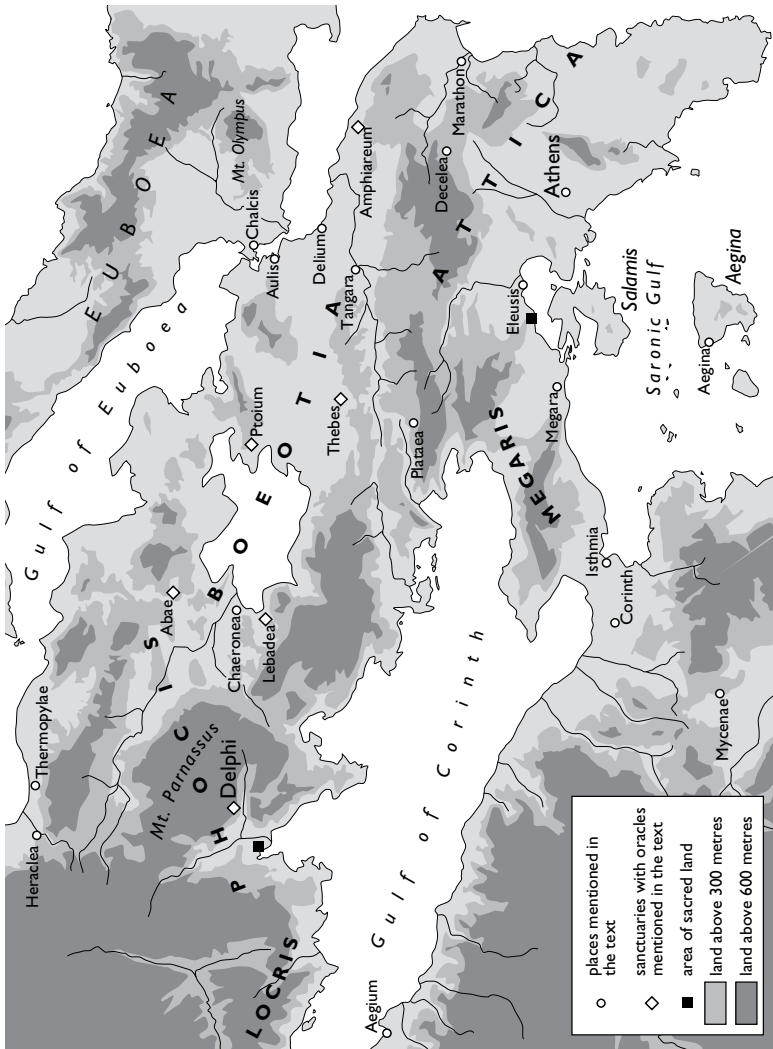 EUBOEA
Mt. Olympus
Chalcis
Gulf of Euboea
Aulis
Delium
Tangara
Amphiareum
Marathon
Decelea
ATTICA
Athens
Thermopylae
Heraclea
Abae
Ptoium
BOEOTIA
Thebes
Plataea
Eleusis
Salamis
Saronic Gulf
Aegina
Aegina
Megara
MEGARIS
Chaeronea
Lebadea
PHOCIS
Mt. Parnassus
Delphi
LOCRIS
Gulf of Corinth
Isthmia
Corinth
Mycenae
Aegium
places mentioned in
the text
sanctuaries with oracles
mentioned in the text
area of sacred land
land above 300 metres
land above 600 metres